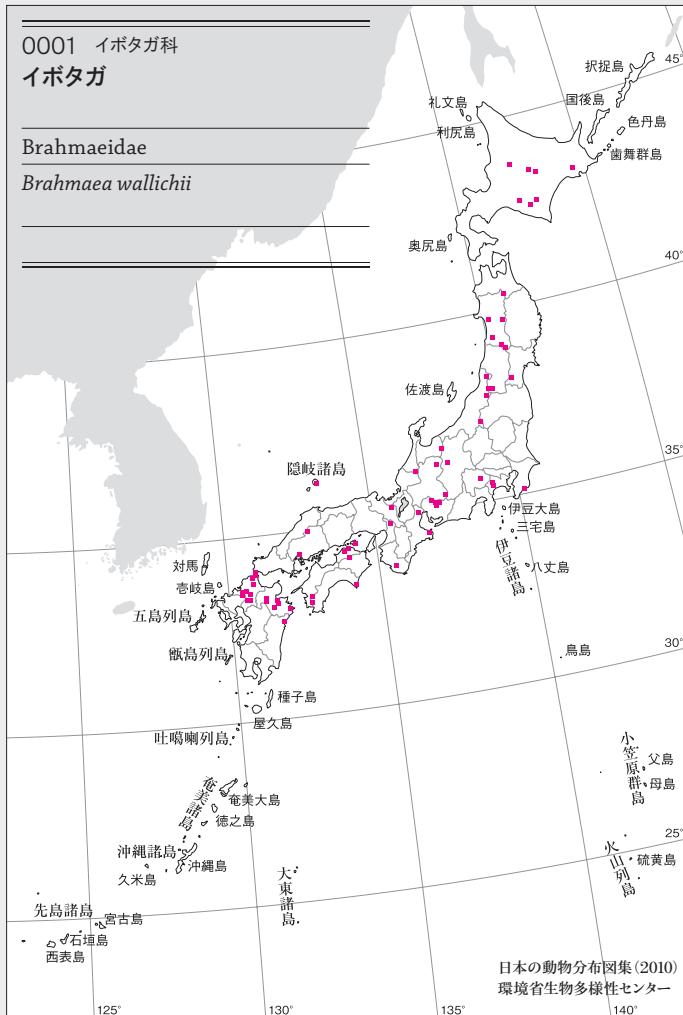 0001 イボタガ科
イボタガ
Brahmaeidae
Brahmaea wallichii
択捉島
45°
国後島
礼文島
色丹島
利尻島
歯舞群島
奥尻島
40°
佐渡島
35°
隠岐諸島
伊豆大島
三宅島
伊豆諸島
八丈島
対馬
壱岐島
五島列島
甑島列島
鳥島
30°
種子島
屋久島
吐噶喇列島
小笠原群島
父島
母島
奄美諸島
奄美大島
徳之島
25°
沖縄諸島
沖縄島
久米島
火山列島
硫黄島
大東諸島
先島諸島
宮古島
石垣島
西表島
日本の動物分布図集(2010)
環境省生物多様性センター
125°
130°
135°
140°